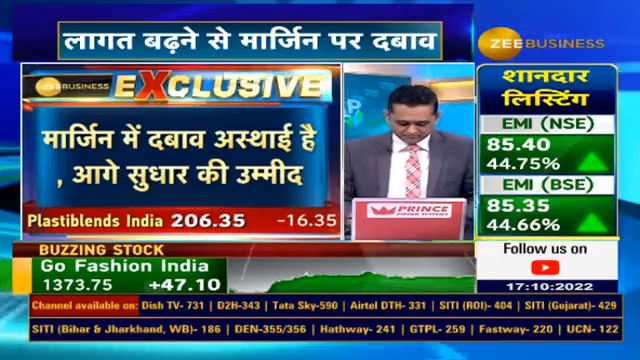 लागत बढ़ने से मार्जिन पर दबाव
ZEE BUSINESS
ZEE BUSINESS EXCLUSIVE
मार्जिन में दबाव अस्थाई है
, आगे सुधार की उम्मीद
Plastiblends India 206.35 -16.35
PRINCE
PIPING SYSTEMS
शानदार
लिस्टिंग
EMI (NSE)
85.40
44.75%
EMI (BSE)
85.35
44.66%
BUZZING STOCK
Go Fashion India
1373.75 +47.10
Follow us on
17:10:2022
Channel available on: Dish TV- 731 | D2H-343 | Tata Sky-590 | Airtel DTH- 331 | SITI (ROI)- 404 | SITI (Gujarat)- 429
SITI (Bihar & Jharkhand, WB)- 186 | DEN-355/356 | Hathway- 241 | GTPL- 259 | Fastway- 220 | UCN- 122